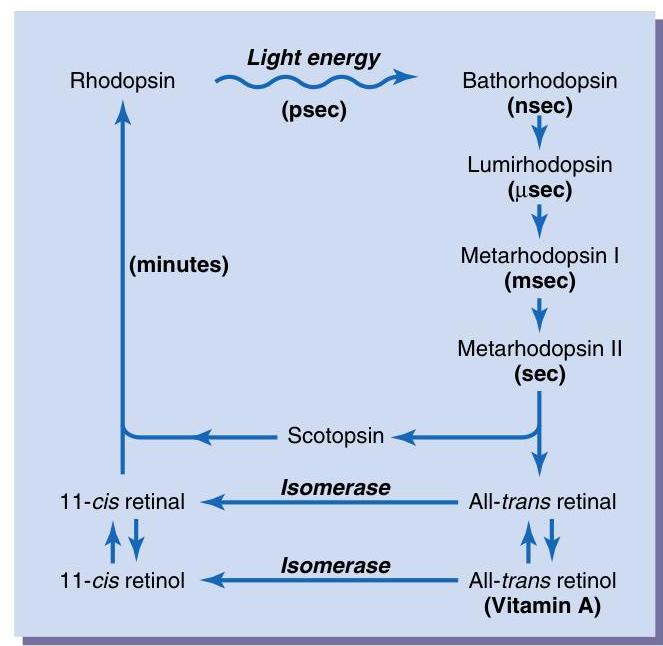 Light energy
Rhodopsin
(psec)
Bathorhodopsin
(nsec)
Lumirhodopsin
(μsec)
(minutes)
Metarhodopsin I
(msec)
Metarhodopsin II
(sec)
Scotopsin
11-cis retinal
Isomerase
All-trans retinal
11-cis retinol
Isomerase
All-trans retinol
(Vitamin A)